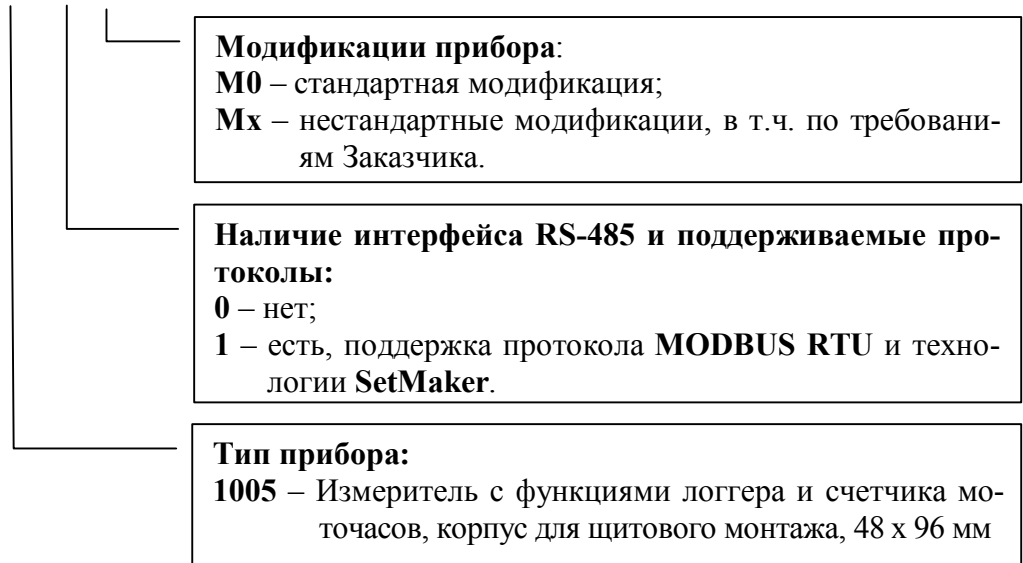 Модификации прибора:
М0 – стандартная модификация;
Мх – нестандартные модификации, в т.ч. по требовани-
ям Заказчика.
Наличие интерфейса RS-485 и поддерживаемые про-
токолы:
0 – нет;
1 – есть, поддержка протокола MODBUS RTU и техно-
логии SetMaker.
Тип прибора:
1005 – Измеритель с функциями логгера и счетчика мо-
точасов, корпус для щитового монтажа, 48 х 96 мм